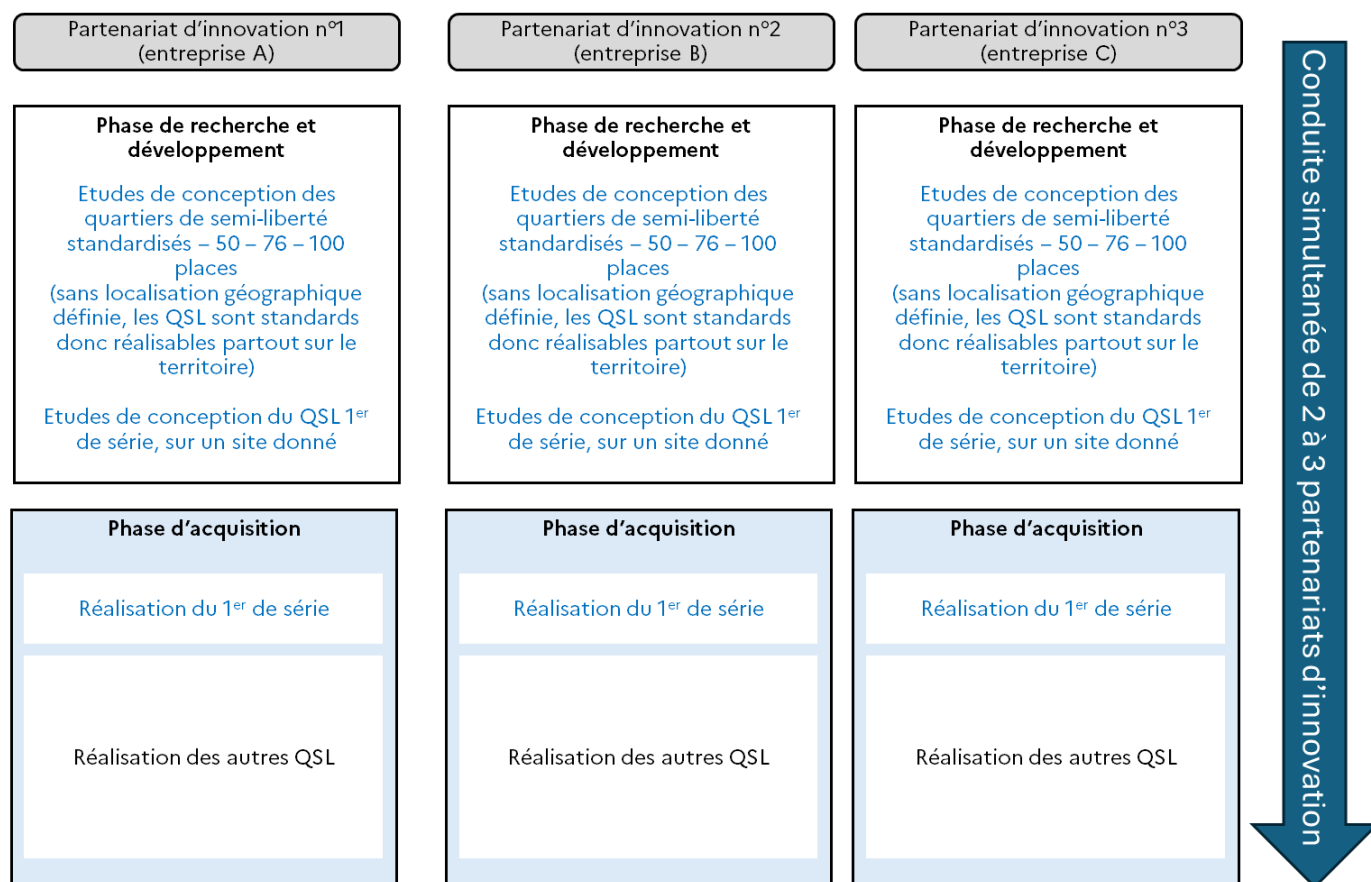 Partenariat d’innovation n°1
(entreprise A)
Partenariat d’innovation n°2
(entreprise B)
Partenariat d’innovation n°3
(entreprise C)
Phase de recherche et
développement
Etudes de conception des
quartiers de semi-liberté
standardisés – 50 – 76 – 100
places
(sans localisation géographique
définie, les QSL sont standards
donc réalisables partout sur le
territoire)
Etudes de conception du QSL 1er
de série, sur un site donné
Phase de recherche et
développement
Etudes de conception des
quartiers de semi-liberté
standardisés – 50 – 76 – 100
places
(sans localisation géographique
définie, les QSL sont standards
donc réalisables partout sur le
territoire)
Etudes de conception du QSL 1er
de série, sur un site donné
Phase de recherche et
développement
Etudes de conception des
quartiers de semi-liberté
standardisés – 50 – 76 – 100
places
(sans localisation géographique
définie, les QSL sont standards
donc réalisables partout sur le
territoire)
Etudes de conception du QSL 1er
de série, sur un site donné
Phase d’acquisition
Réalisation du 1er de série
Réalisation des autres QSL
Phase d’acquisition
Réalisation du 1er de série
Réalisation des autres QSL
Phase d’acquisition
Réalisation du 1er de série
Réalisation des autres QSL
Conduite simultanée de 2 à 3 partenariats d’innovation